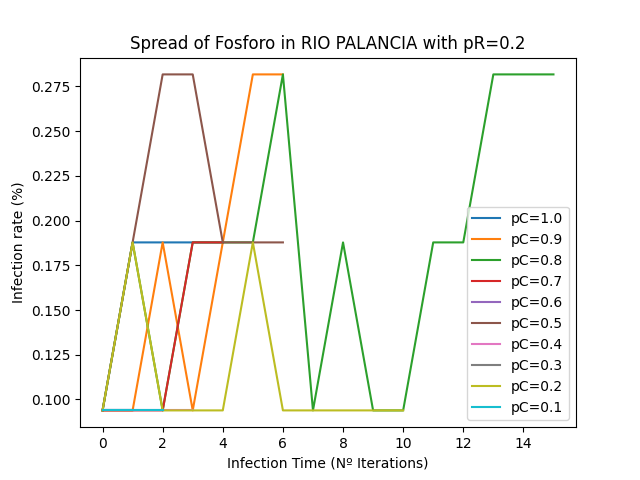 Spread of Fosforo in RIO PALANCIA with pR=0.2
Infection rate (%)
0.275
0.250
0.225
0.200
0.175
0.150
0.125
0.100
pC=1.0
pC=0.9
pC=0.8
pC=0.7
pC=0.6
pC=0.5
pC=0.4
pC=0.3
pC=0.2
pC=0.1
0 2 4 6 8 10 12 14
Infection Time (Nº Iterations)